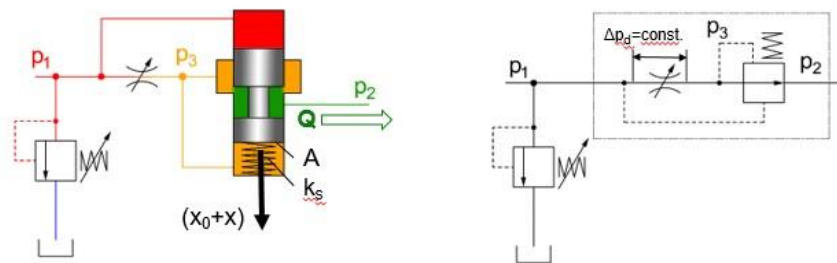 p1
p3
p2
Q
A
ks
(x0+x)
Δpd=const.
p3
p1
p2